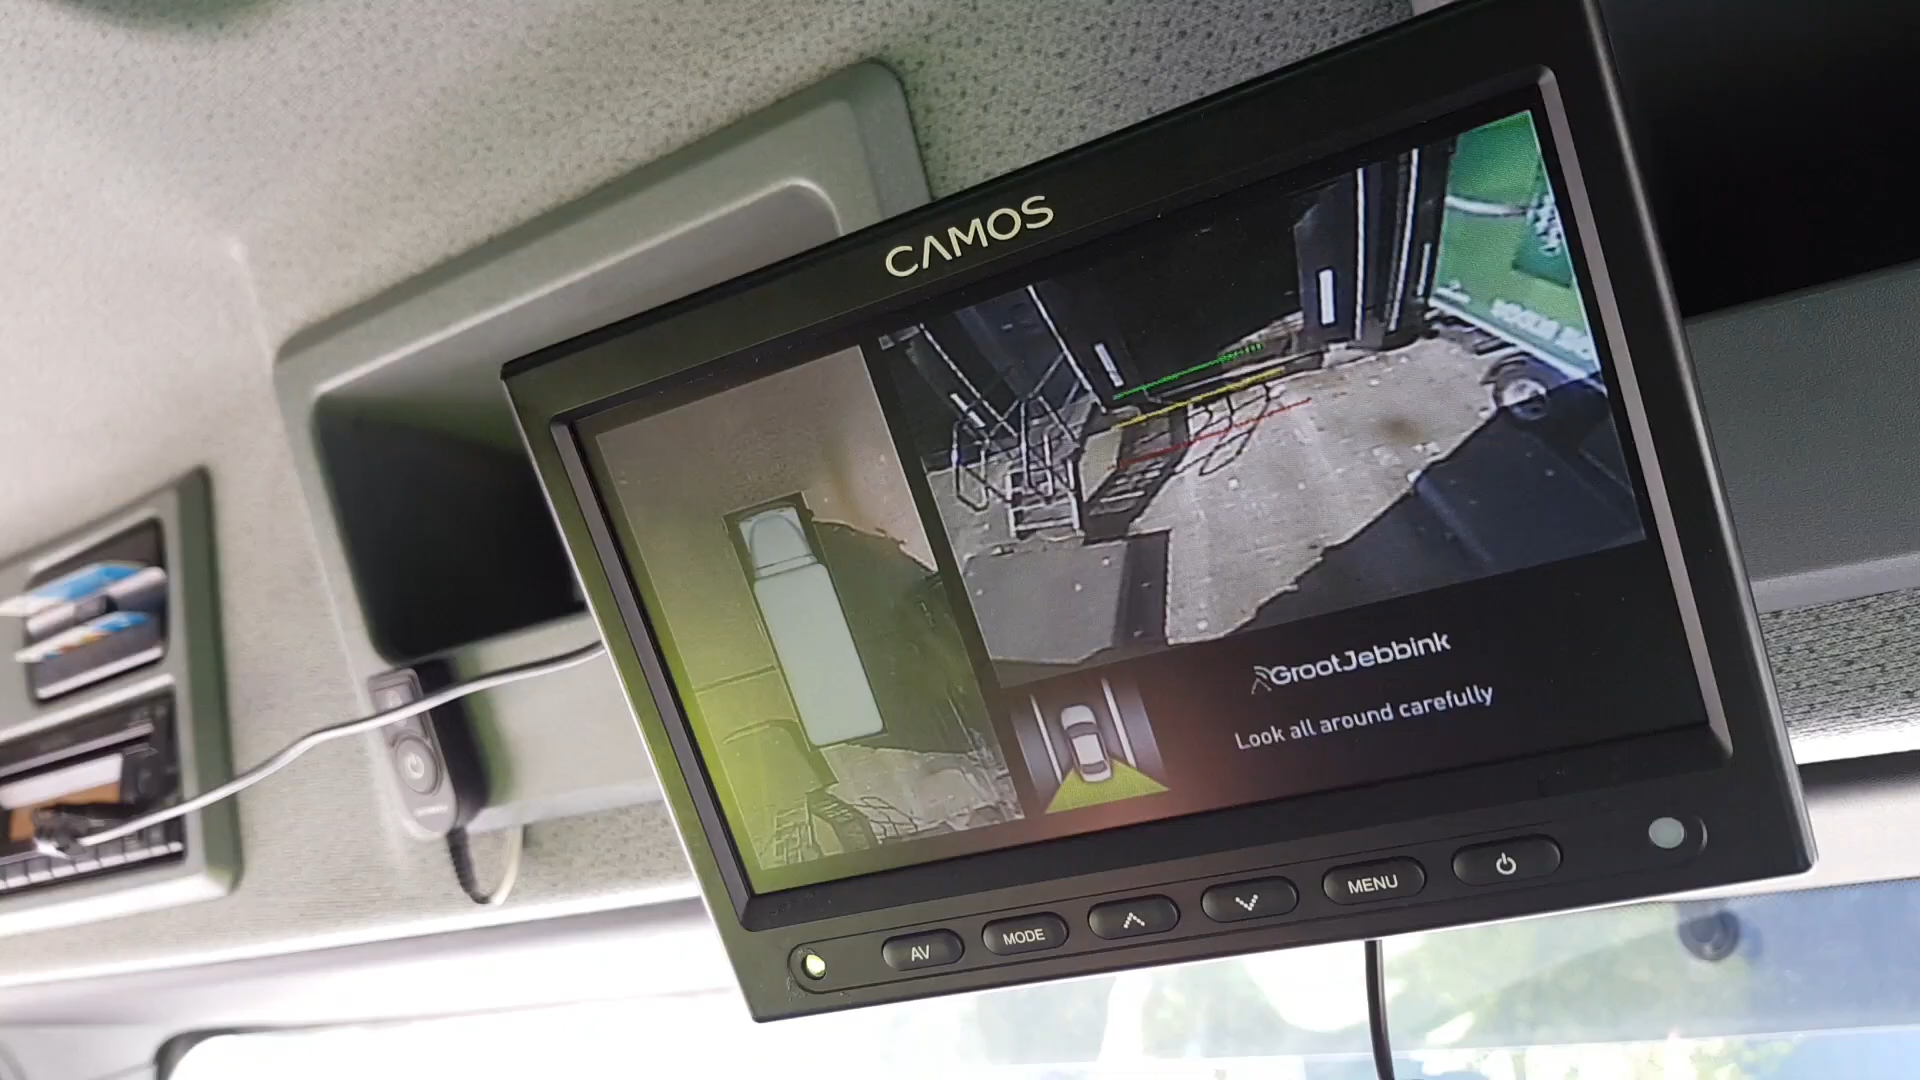 CAMOS
GrootJebbink
Look all around carefully
AV
MODE
MENU